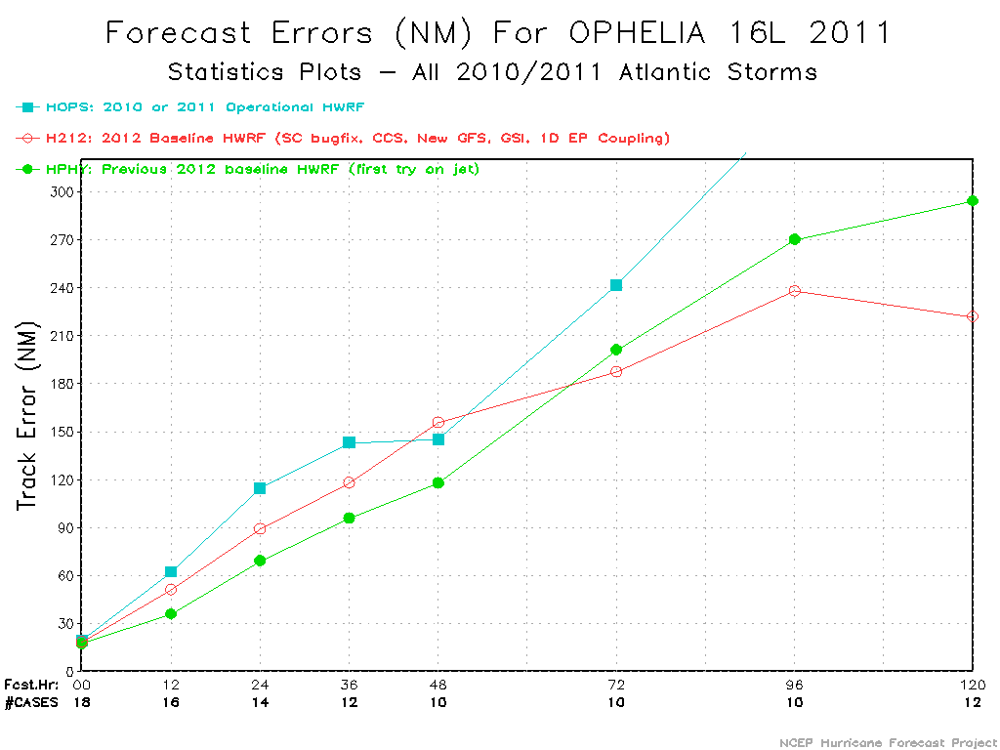 Forecast Errors (NM) For OPHELIA 16L 2011
Statistics Plots – All 2010/2011 Atlantic Storms
HOPS: 2010 or 2011 Operational HWRF
H212: 2012 Baseline HWRF (SC bugfix, CCS, New GFS, GSI, 1D EP Coupling)
HPHY: Previous 2012 baseline HWRF (first try on jet)
Track Error (NM)
300
270
240
210
180
150
120
90
60
30
0
Fcst.Hr: 00 12 24 36 48 72 96 120
#CASES 18 16 14 12 10 10 10 12
NCEP Hurricane Forecast Project